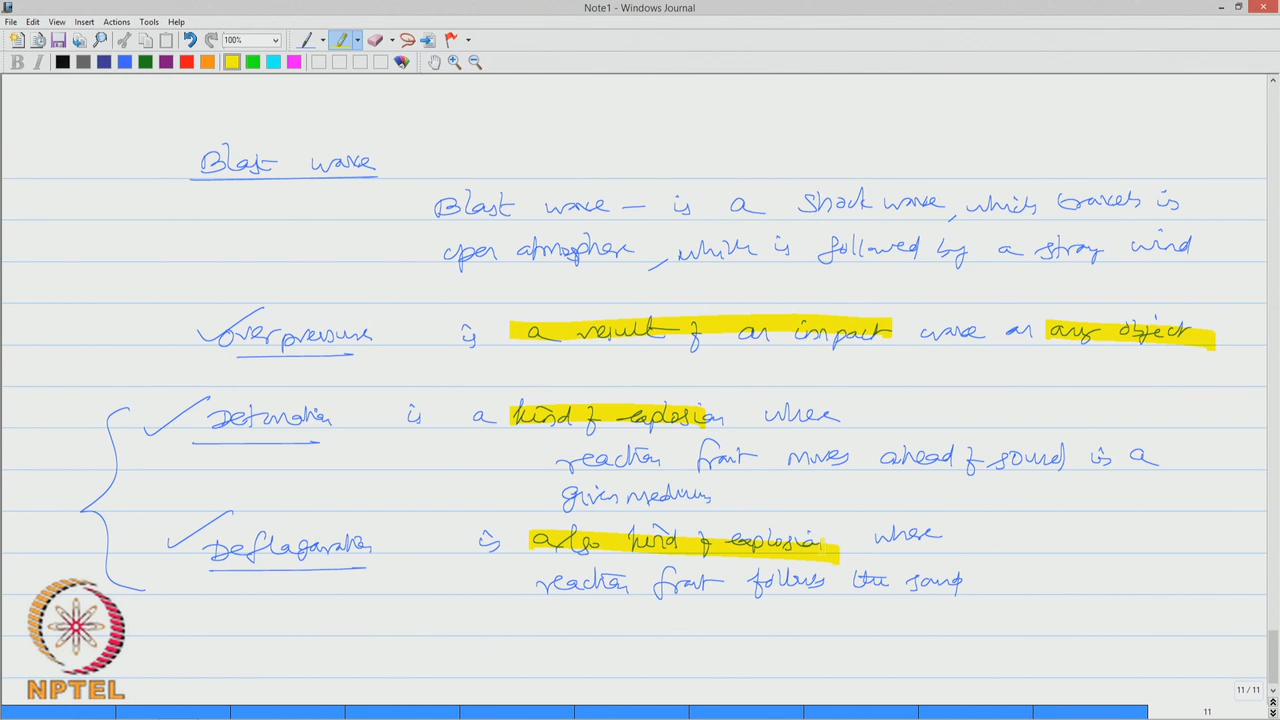 Note1 - Windows Journal
File Edit View Insert Actions Tools Help
100%
B I
Blast wave
Blast wave — is a Shock wave, which travels is
open atmosphere, which is followed by a strong wind
overpressure is a result of an impact wave on any object
Detonation is a kind of explosion where
reaction front moves ahead of sound is a
given medium
Deflagaration is also kind of explosion where
reaction front follows the sound
NPTEL
11 / 11
11